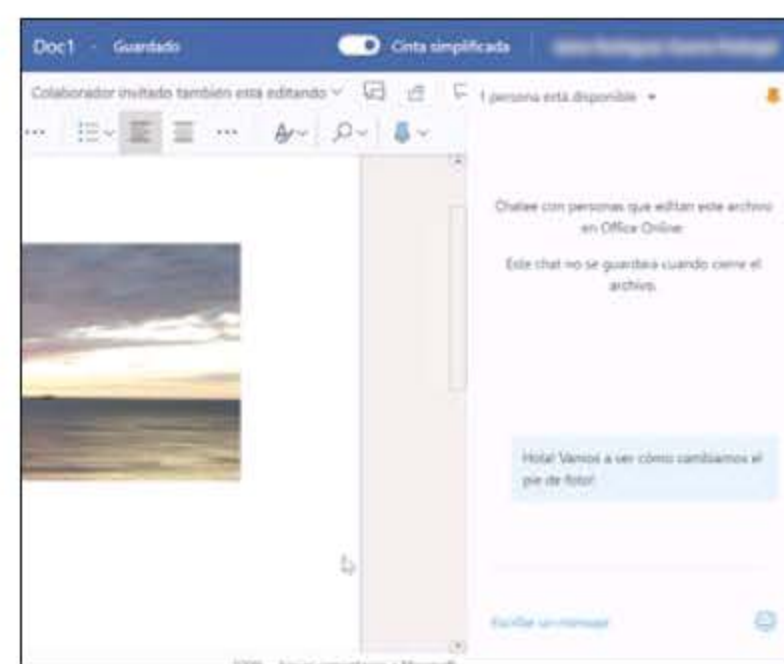 Doc1 - Guardado
Cinta simplificada
Colaborador invitado también está editando
1 persona está disponible
Chatee con personas que editan este archivo
en Office Online
Este chat no se guardará cuando cierre el
archivo.
Hola! Vamos a ver cómo cambiamos el
pie de foto!
Escribir un mensaje